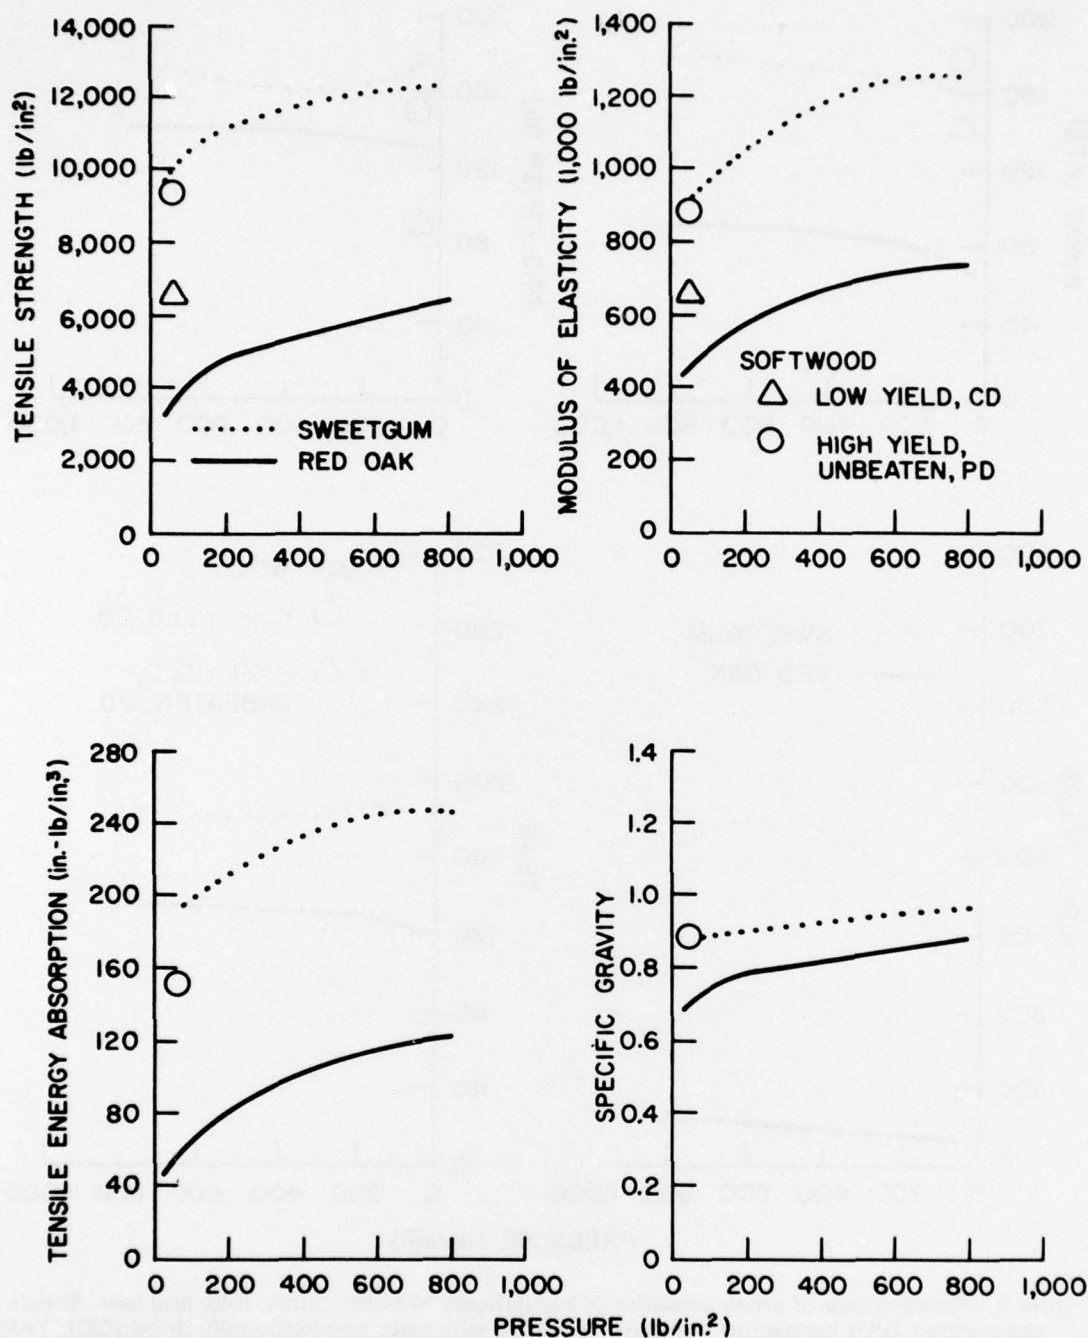 TENSILE STRENGTH (lb/in.²)
14,000
12,000
10,000
8,000
6,000
4,000
2,000
0
SWEETGUM
RED OAK
0 200 400 600 800 1,000
MODULUS OF ELASTICITY (1,000 lb/in²)
1,400
1,200
1,000
800
600
400
200
0
SOFTWOOD
LOW YIELD, CD
HIGH YIELD,
UNBEATEN, PD
0 200 400 600 800 1,000
TENSILE ENERGY ABSORPTION (in.-lb/in.³)
280
240
200
160
120
80
40
0
0 200 400 600 800 1,000
SPECIFIC GRAVITY
1.4
1.2
1.0
0.8
0.6
0.4
0.2
0
0 200 400 600 800 1,000
PRESSURE (lb/in.²)